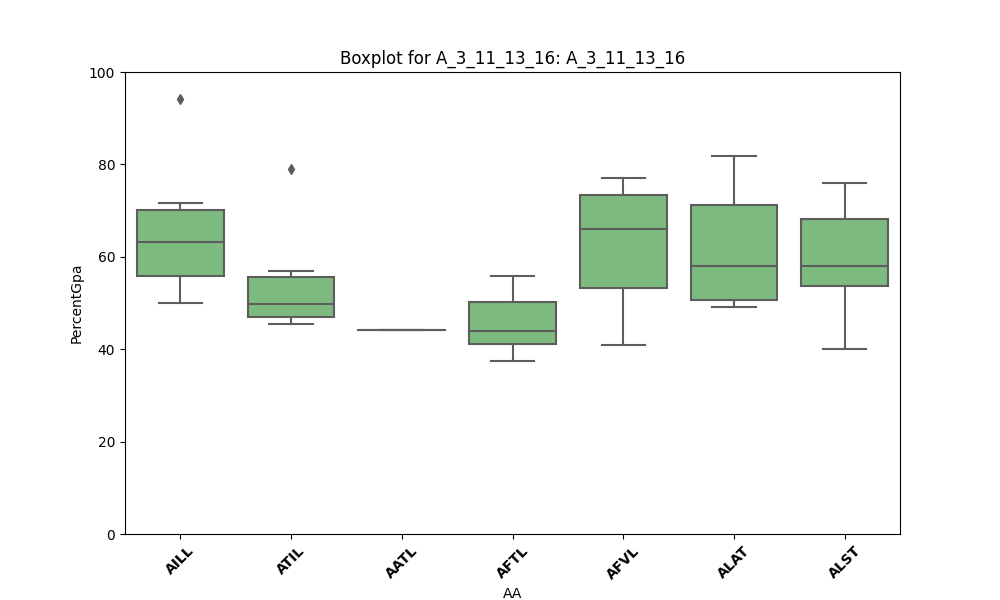 Boxplot for A_3_11_13_16: A_3_11_13_16
100
80
60
40
20
0
PercentGpa
AILL
ATIL
AATL
AFTL
AFVL
ALAT
ALST
AA